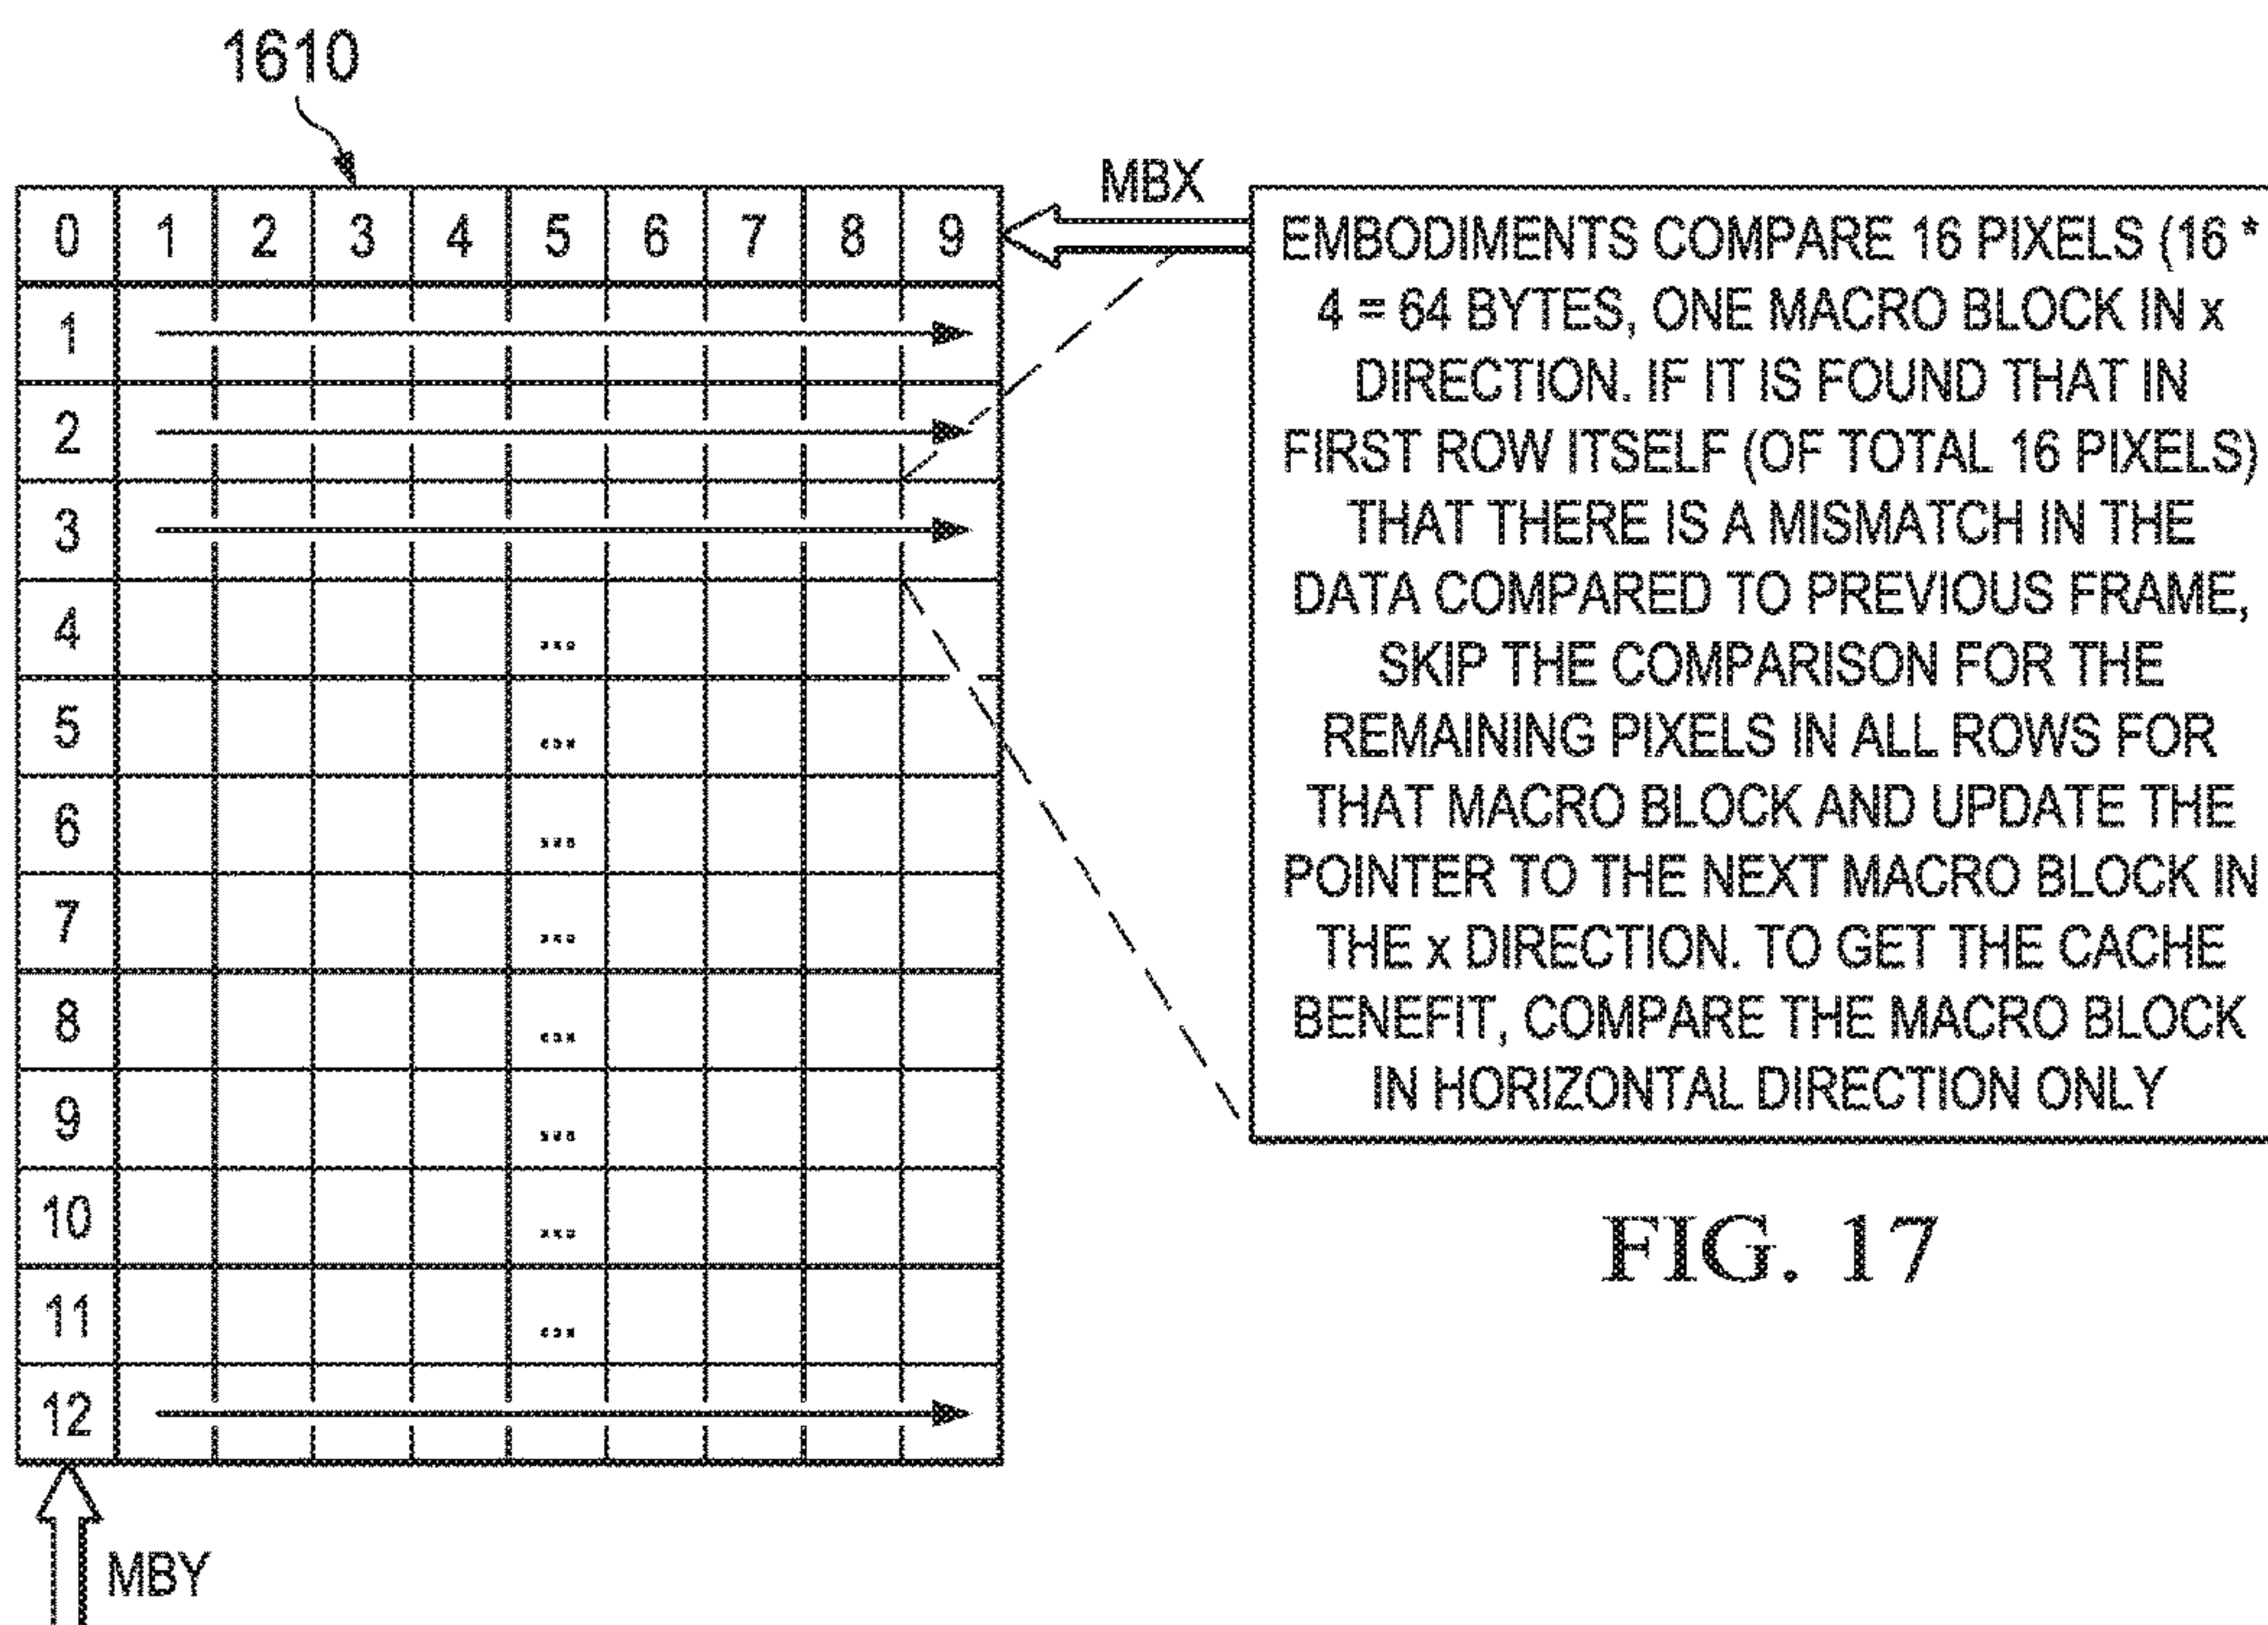 1610
MBX
0 1 2 3 4 5 6 7 8 9
1
2
3
4 ...
5 ...
6 ...
7 ...
8 ...
9 ...
10 ...
11 ...
12
MBY
EMBODIMENTS COMPARE 16 PIXELS (16 *
4 = 64 BYTES, ONE MACRO BLOCK IN x
DIRECTION. IF IT IS FOUND THAT IN
FIRST ROW ITSELF (OF TOTAL 16 PIXELS)
THAT THERE IS A MISMATCH IN THE
DATA COMPARED TO PREVIOUS FRAME,
SKIP THE COMPARISON FOR THE
REMAINING PIXELS IN ALL ROWS FOR
THAT MACRO BLOCK AND UPDATE THE
POINTER TO THE NEXT MACRO BLOCK IN
THE x DIRECTION. TO GET THE CACHE
BENEFIT, COMPARE THE MACRO BLOCK
IN HORIZONTAL DIRECTION ONLY
FIG. 17